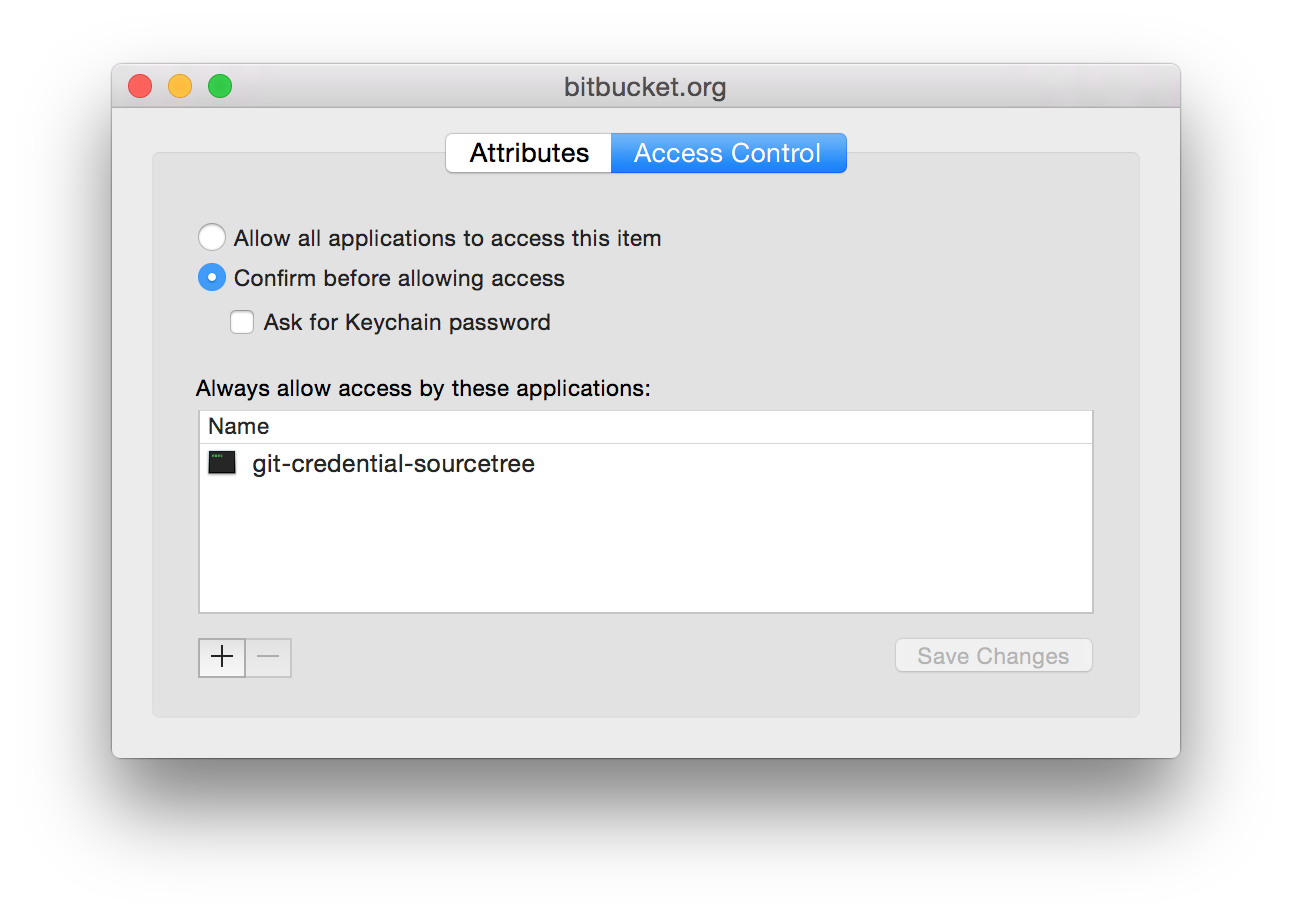 bitbucket.org
Attributes
Access Control
Allow all applications to access this item
Confirm before allowing access
Ask for Keychain password
Always allow access by these applications:
Name
git-credential-sourcetree
Save Changes